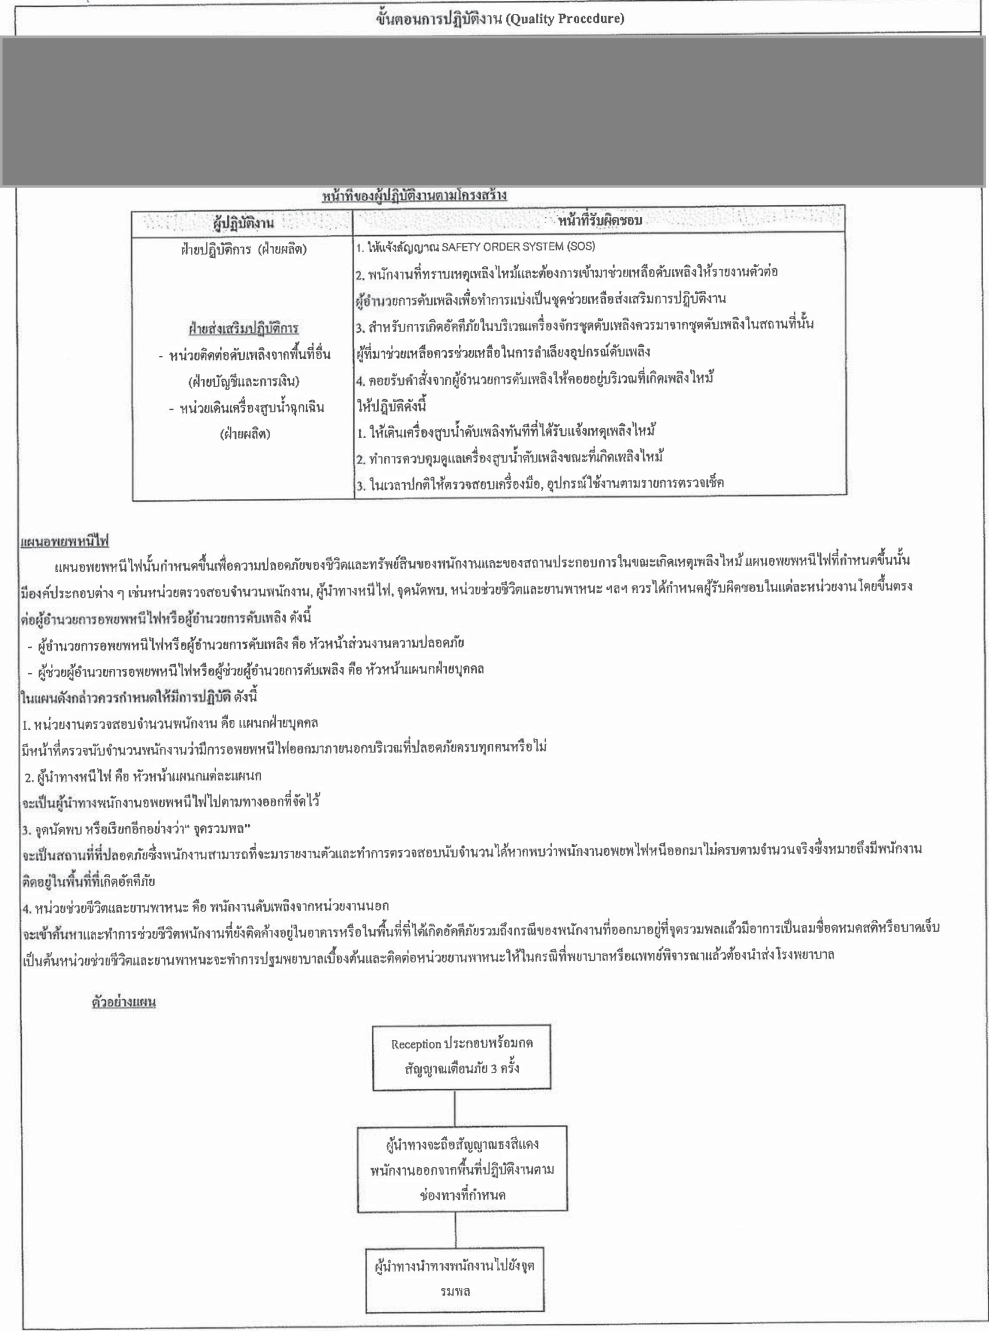 ขั้นตอนการปฏิบัติงาน (Quality Procedure)
หน้าที่ของผู้ปฏิบัติงานตามโครงสร้าง
ผู้ปฏิบัติงาน
หน้าที่รับผิดชอบ
ฝ่ายปฏิบัติการ (ฝ่ายผลิต)
ฝ่ายส่งเสริมปฏิบัติการ
- หน่วยติดต่อดับเพลิงจากพื้นที่อื่น
(ฝ่ายบัญชีและการเงิน)
- หน่วยเดินเครื่องสูบน้ำฉุกเฉิน
(ฝ่ายผลิต)
1. ให้แจ้งสัญญาณ SAFETY ORDER SYSTEM (SOS)
2. พนักงานที่ทราบเหตุเพลิงไหม้และต้องการเข้ามาช่วยเหลือดับเพลิงให้รายงานตัวต่อ
ผู้อำนวยการดับเพลิงเพื่อทำการแบ่งเป็นชุดช่วยเหลือส่งเสริมการปฏิบัติงาน
3. สำหรับการเกิดอัคคีภัยในบริเวณเครื่องจักรชุดดับเพลิงควรมาจากชุดดับเพลิงในสถานที่นั้น
ผู้ที่มาช่วยเหลือควรช่วยเหลือในการลำเลียงอุปกรณ์ดับเพลิง
4. คอยรับคำสั่งจากผู้อำนวยการดับเพลิงให้คอยอยู่บริเวณที่เกิดเพลิงไหม้
ให้ปฏิบัติดังนี้
1. ให้เดินเครื่องสูบน้ำดับเพลิงทันทีที่ได้รับแจ้งเหตุเพลิงไหม้
2. ทำการควบคุมดูแลเครื่องสูบน้ำดับเพลิงขณะที่เกิดเพลิงไหม้
3. ในเวลาปกติให้ตรวจสอบเครื่องมือ, อุปกรณ์ใช้งานตามรายการตรวจเช็ค
แผนอพยพหนีไฟ
แผนอพยพหนีไฟนั้นกำหนดขึ้นเพื่อความปลอดภัยของชีวิตและทรัพย์สินของพนักงานและของสถานประกอบการในขณะเกิดเหตุเพลิงไหม้ แผนอพยพหนีไฟที่กำหนดขึ้นนั้น
มีองค์ประกอบต่าง ๆ เช่นหน่วยตรวจสอบจำนวนพนักงาน, ผู้นำทางหนีไฟ, จุดนัดพบ, หน่วยช่วยชีวิตและยานพาหนะ ฯลฯ ควรได้กำหนดผู้รับผิดชอบในแต่ละหน่วยงานโดยขึ้นตรง
ต่อผู้อำนวยการอพยพหนีไฟหรือผู้อำนวยการดับเพลิง ดังนี้
- ผู้อำนวยการอพยพหนีไฟหรือผู้อำนวยการดับเพลิง คือ หัวหน้าส่วนงานความปลอดภัย
- ผู้ช่วยผู้อำนวยการอพยพหนีไฟหรือผู้ช่วยผู้อำนวยการดับเพลิง คือ หัวหน้าแผนกฝ่ายบุคคล
ในแผนดังกล่าวควรกำหนดให้มีการปฏิบัติ ดังนี้
1. หน่วยงานตรวจสอบจำนวนพนักงาน คือ แผนกฝ่ายบุคคล
มีหน้าที่ตรวจนับจำนวนพนักงานว่ามีการอพยพหนีไฟออกมาภายนอกบริเวณที่ปลอดภัยครบทุกคนหรือไม่
2. ผู้นำทางหนีไฟ คือ หัวหน้าแผนกแต่ละแผนก
จะเป็นผู้นำทางพนักงานอพยพหนีไฟไปตามทางออกที่จัดไว้
3. จุดนัดพบ หรือเรียกอีกอย่างว่า" จุดรวมพล"
จะเป็นสถานที่ที่ปลอดภัยซึ่งพนักงานสามารถที่จะมารายงานตัวและทำการตรวจสอบนับจำนวนได้หากพบว่าพนักงานอพยพไฟหนีออกมาไม่ครบตามจำนวนจริงซึ่งหมายถึงมีพนักงาน
ติดอยู่ในพื้นที่ที่เกิดอัคคีภัย
4. หน่วยช่วยชีวิตและยานพาหนะ คือ พนักงานดับเพลิงจากหน่วยงานนอก
จะเข้าค้นหาและทำการช่วยชีวิตพนักงานที่ยังติดค้างอยู่ในอาคารหรือในพื้นที่ที่ได้เกิดอัคคีภัยรวมถึงกรณีของพนักงานที่ออกมาอยู่ที่จุดรวมพลแล้วมีอาการเป็นลมช็อคหมดสติหรือบาดเจ็บ
เป็นต้นหน่วยช่วยชีวิตและยานพาหนะจะทำการปฐมพยาบาลเบื้องต้นและติดต่อหน่วยยานพาหนะให้ในกรณีที่พยาบาลหรือแพทย์พิจารณาแล้วต้องนำส่งโรงพยาบาล
ตัวอย่างแผน
Reception ประกอบพร้อมกด
สัญญาณเตือนภัย 3 ครั้ง
ผู้นำทางจะถือสัญญาณธงสีแดง
พนักงานออกจากพื้นที่ปฏิบัติงานตาม
ช่องทางที่กำหนด
ผู้นำทางนำทางพนักงานไปยังจุด
รมพล